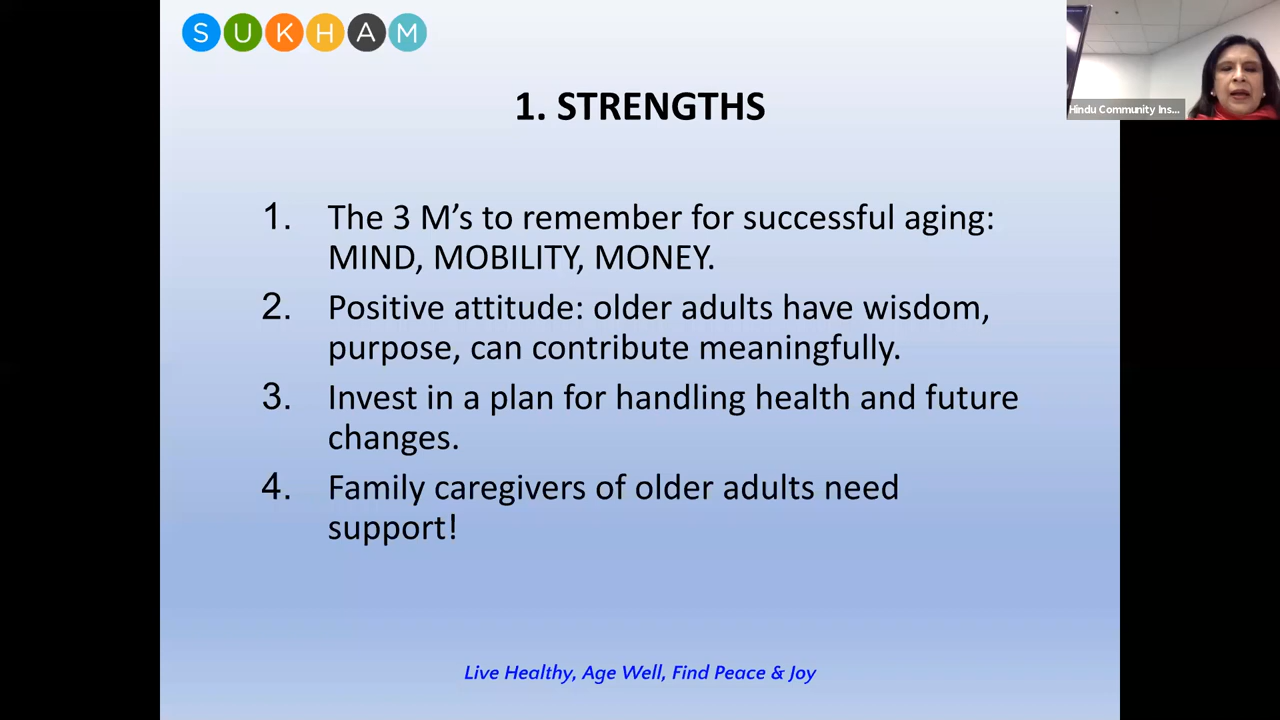 SUKHAM
Hindu Community Ins...
1. STRENGTHS
1. The 3 M's to remember for successful aging:
MIND, MOBILITY, MONEY.
2. Positive attitude: older adults have wisdom,
purpose, can contribute meaningfully.
3. Invest in a plan for handling health and future
changes.
4. Family caregivers of older adults need
support!
Live Healthy, Age Well, Find Peace & Joy